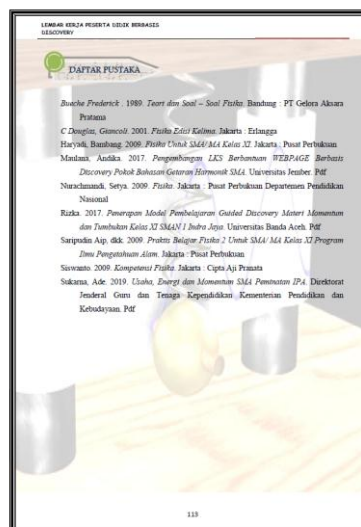 LEMBAR KERJA PESERTA DIDIK BERBASIS
DISCOVERY
DAFTAR PUSTAKA
Bueche Frederick . 1989. Teori dan Soal – Soal Fisika. Bandung : PT Gelora Aksara
Pratama
C Douglas, Giancoli. 2001. Fisika Edisi Kelima. Jakarta : Erlangga
Haryadi, Bambang. 2009. Fisika Untuk SMA/ MA Kelas XI. Jakarta : Pusat Perbukuan
Maulana, Andika. 2017. Pengembangan LKS Berbantuan WEBPAGE Berbasis
Discovery Pokok Bahasan Getaran Harmonik SMA. Universitas Jember. Pdf
Nurachmandi, Setya. 2009. Fisika. Jakarta : Pusat Perbukuan Departemen Pendidikan
Nasional
Rizka. 2017. Penerapan Model Pembelajaran Guided Discovery Materi Momentum
dan Tumbukan Kelas XI SMAN 1 Indra Jaya. Universitas Banda Aceh. Pdf
Saripudin Aip, dkk. 2009. Praktis Belajar Fisika 2 Untuk SMA/ MA Kelas XI Program
Ilmu Pengetahuan Alam. Jakarta : Pusat Perbukuan
Siswanto. 2009. Kompetensi Fisika. Jakarta : Cipta Aji Pranata
Sukarna, Ade. 2019. Usaha, Energi dan Momentum SMA Peminatan IPA. Direktorat
Jenderal Guru dan Tenaga Kependidikan Kementerian Pendidikan dan
Kebudayaan. Pdf
113